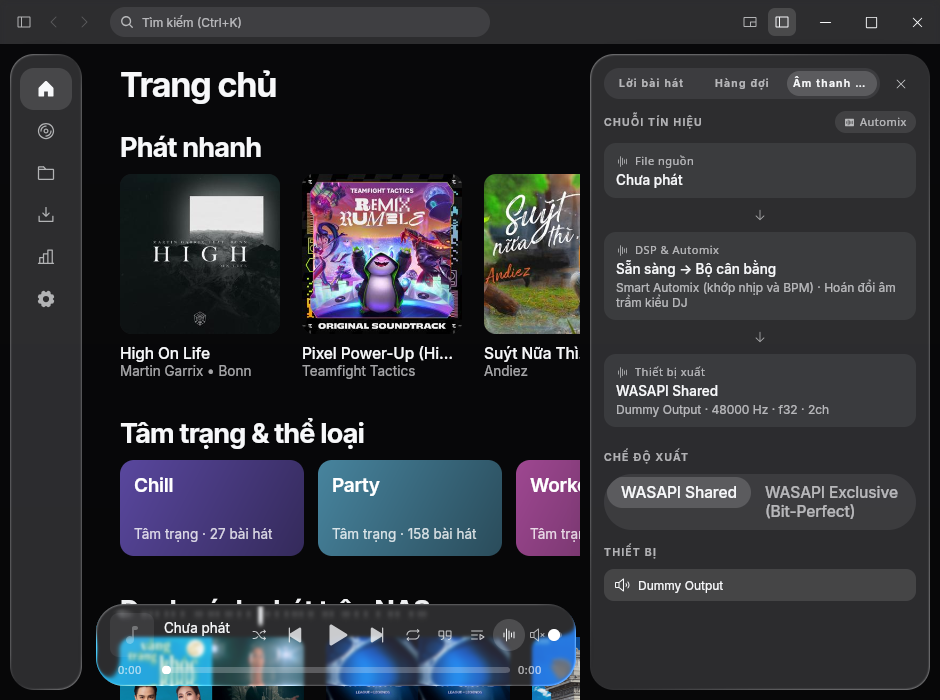 Tìm kiếm (Ctrl+K)
Trang chủ
Phát nhanh
MARTIN GARRIX FEAT. BONN
HIGH
ON LIFE
TEAMFIGHT TACTICS
REMIX
RUMBLE
ORIGINAL SOUNDTRACK
Suýt
nữa thì
Andiez
High On Life
Martin Garrix • Bonn
Pixel Power-Up (Hi...
Teamfight Tactics
Suýt Nữa Thì
Andiez
Tâm trạng & thể loại
Chill
Tâm trạng · 27 bài hát
Party
Tâm trạng · 158 bài hát
Tâm
Chưa phát
0:00
0:00
Lời bài hát
Hàng đợi
Âm thanh ...
CHUỖI TÍN HIỆU
Automix
File nguồn
Chưa phát
DSP & Automix
Sẵn sàng → Bộ cân bằng
Smart Automix (khớp nhịp và BPM) · Hoán đổi âm
trầm kiểu DJ
Thiết bị xuất
WASAPI Shared
Dummy Output · 48000 Hz · f32 · 2ch
CHẾ ĐỘ XUẤT
WASAPI Shared
WASAPI Exclusive
(Bit-Perfect)
THIẾT BỊ
Dummy Output